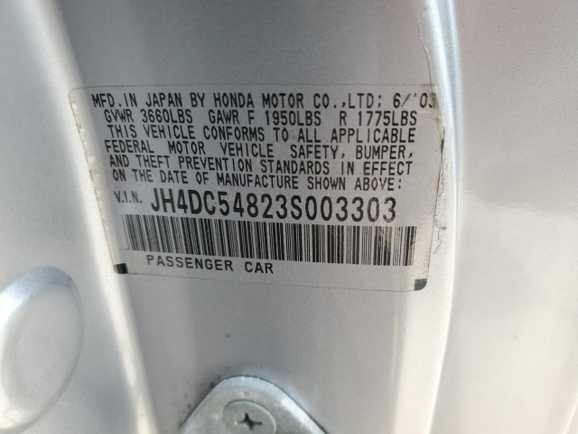 MFD.IN JAPAN BY HONDA MOTOR CO.,LTD; 6/'03
GVWR 3660LBS GAWR F 1950LBS R 1775LBS
THIS VEHICLE CONFORMS TO ALL APPLICABLE
FEDERAL MOTOR VEHICLE SAFETY, BUMPER,
AND THEFT PREVENTION STANDARDS IN EFFECT
ON THE DATE OF MANUFACTURE SHOWN ABOVE:
V.I.N. JH4DC54823S003303
PASSENGER CAR